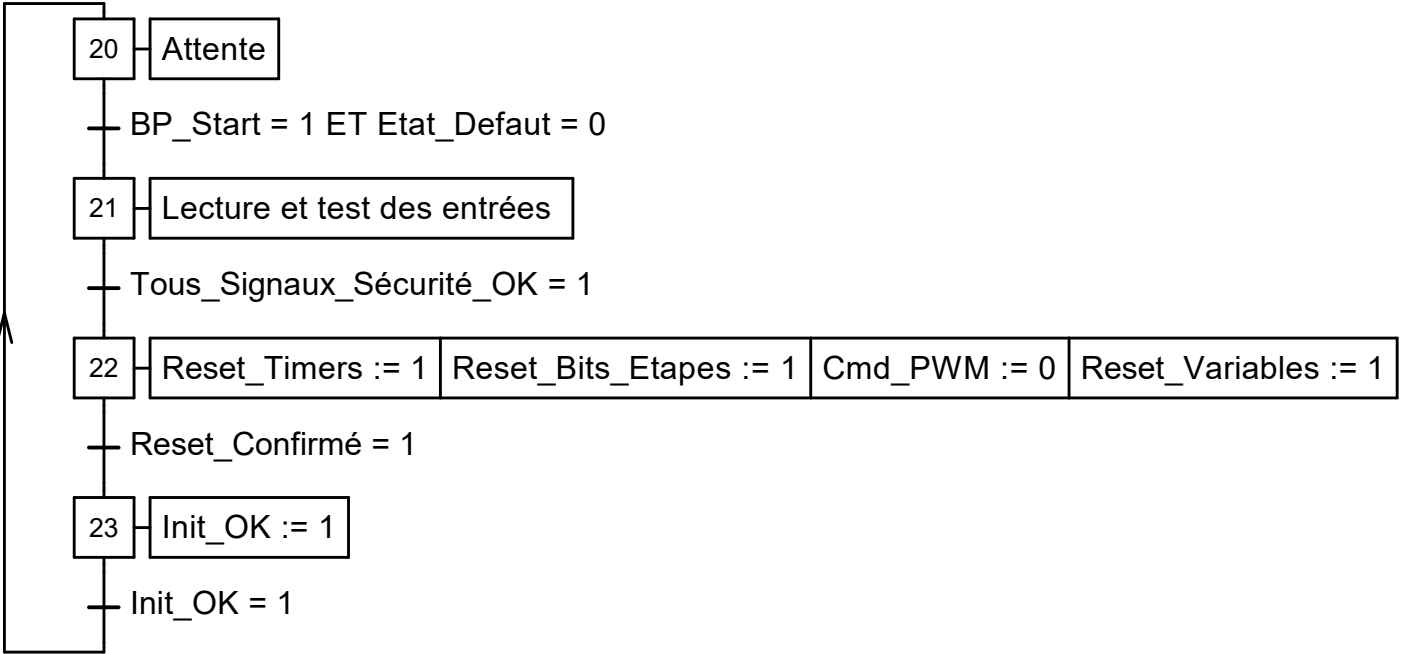 20 Attente
BP_Start = 1 ET Etat_Defaut = 0
21 Lecture et test des entrées
Tous_Signaux_Sécurité_OK = 1
22 Reset_Timers := 1 Reset_Bits_Etapes := 1 Cmd_PWM := 0 Reset_Variables := 1
Reset_Confirmé = 1
23 Init_OK := 1
Init_OK = 1